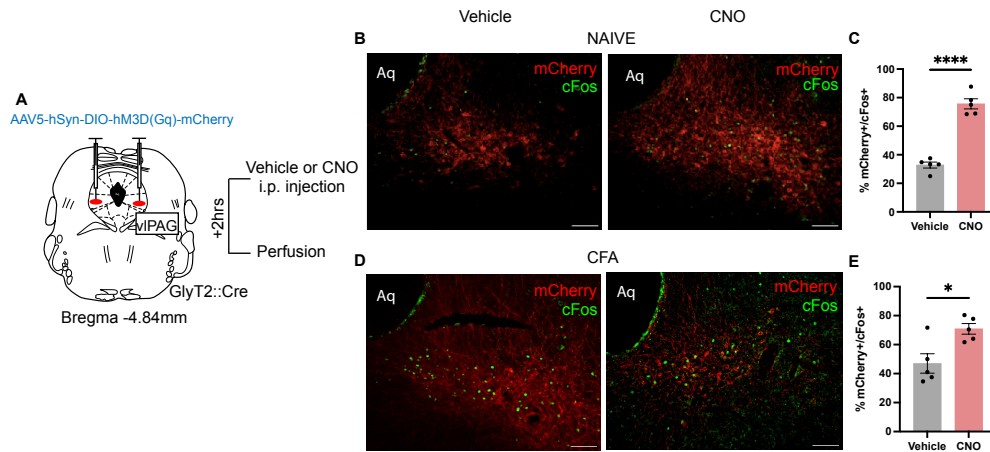 Vehicle
CNO
B
NAIVE
C
Aq
mCherry
cFos
Aq
mCherry
cFos
****
% mCherry+/cFos+
100
80
60
40
20
0
Vehicle
CNO
A
AAV5-hSyn-DIO-hM3D(Gq)-mCherry
vlPAG
GlyT2::Cre
Bregma -4.84mm
+2hrs
Vehicle or CNO
i.p. injection
Perfusion
D
CFA
E
Aq
mCherry
cFos
Aq
mCherry
cFos
*
% mCherry+/cFos+
100
80
60
40
20
0
Vehicle
CNO